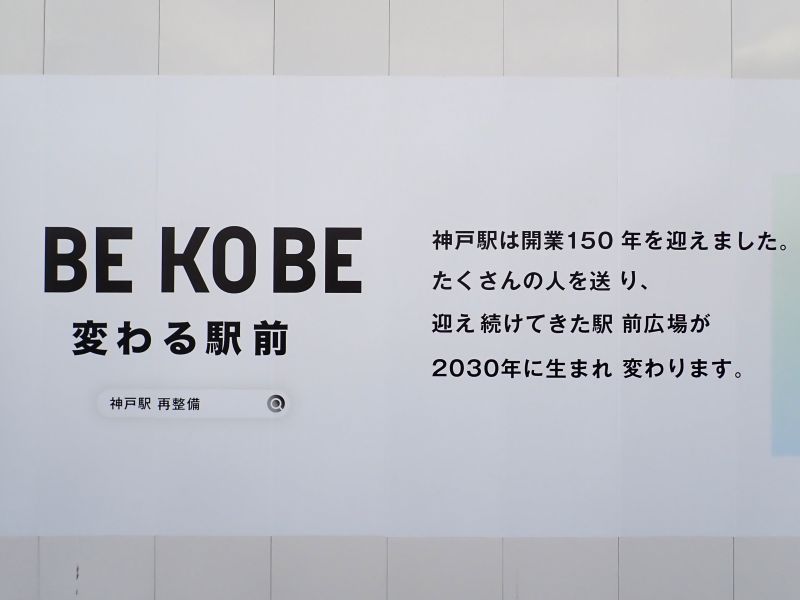 BE KOBE
変わる駅前
神戸駅 再整備
神戸駅は開業150 年を迎えました。
たくさんの人を送り、
迎え続けてきた駅 前広場が
2030年に生まれ 変わります。